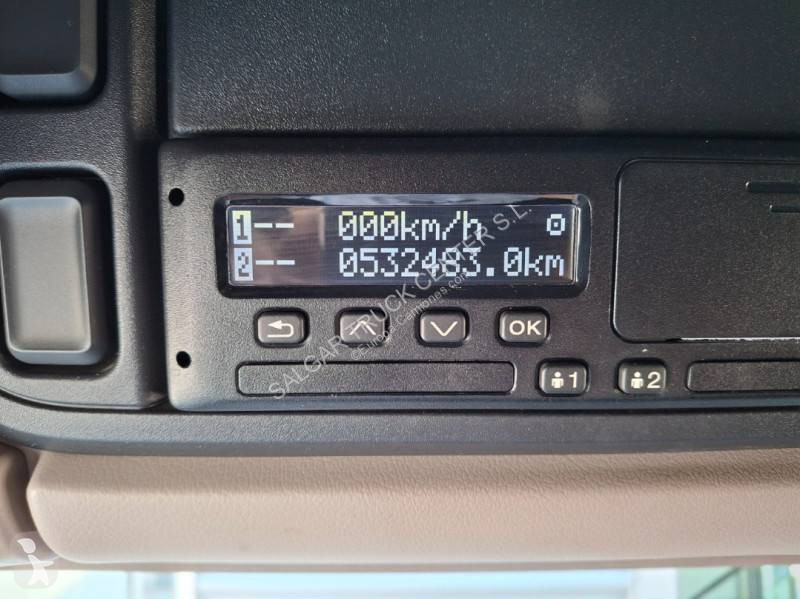 1-- 000km/h
2-- 0532483.0km
OK
1
2
SALGAR TRUCK CENTER S.L.